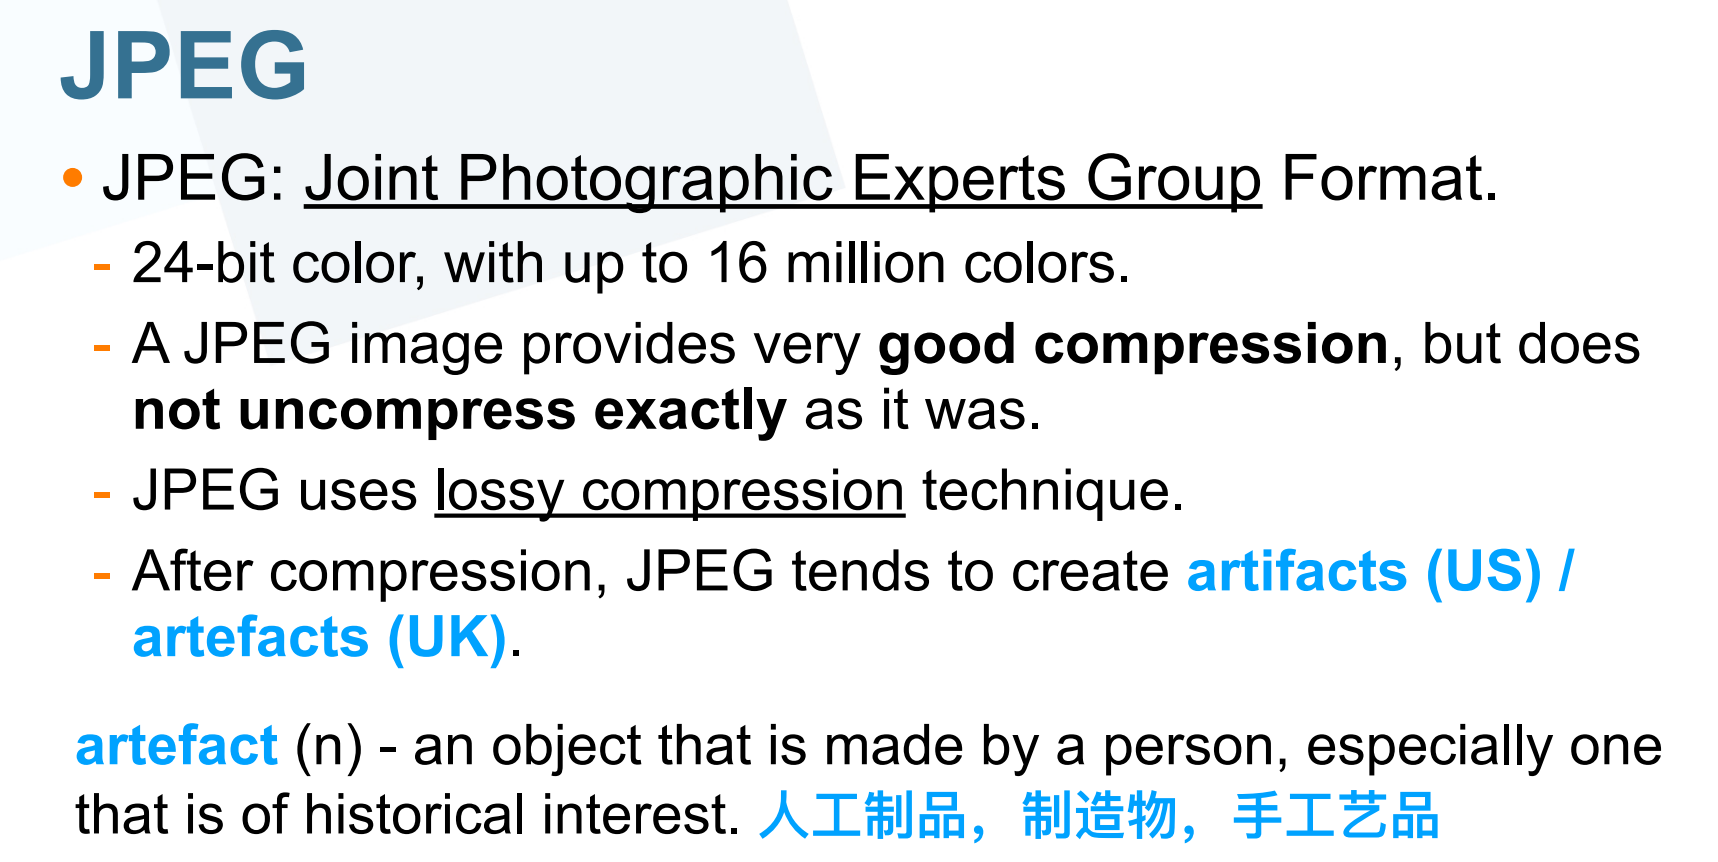 JPEG
• JPEG: Joint Photographic Experts Group Format.
- 24-bit color, with up to 16 million colors.
- A JPEG image provides very good compression, but does
not uncompress exactly as it was.
- JPEG uses lossy compression technique.
- After compression, JPEG tends to create artifacts (US) /
artefacts (UK).
artefact (n) - an object that is made by a person, especially one
that is of historical interest. 人工制品，制造物，手工艺品